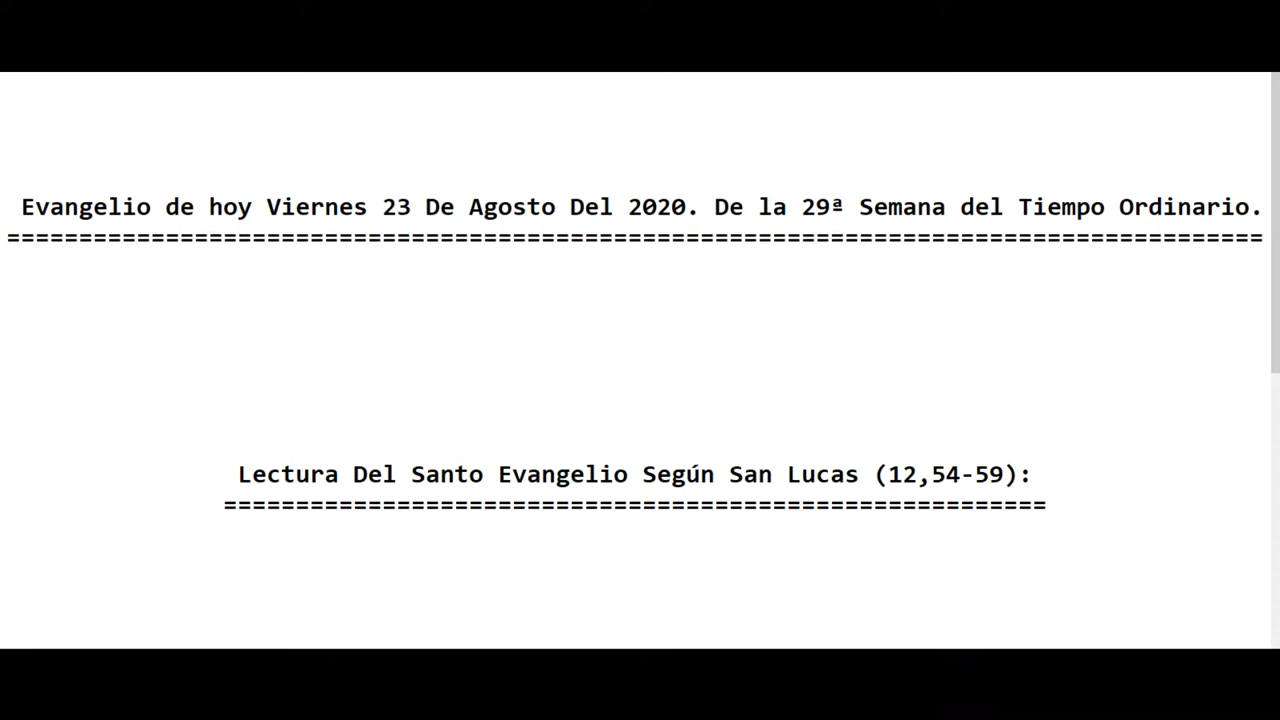 Evangelio de hoy Viernes 23 De Agosto Del 2020. De la 29ª Semana del Tiempo Ordinario.
=======================================================================================
Lectura Del Santo Evangelio Según San Lucas (12,54-59):
=========================================================